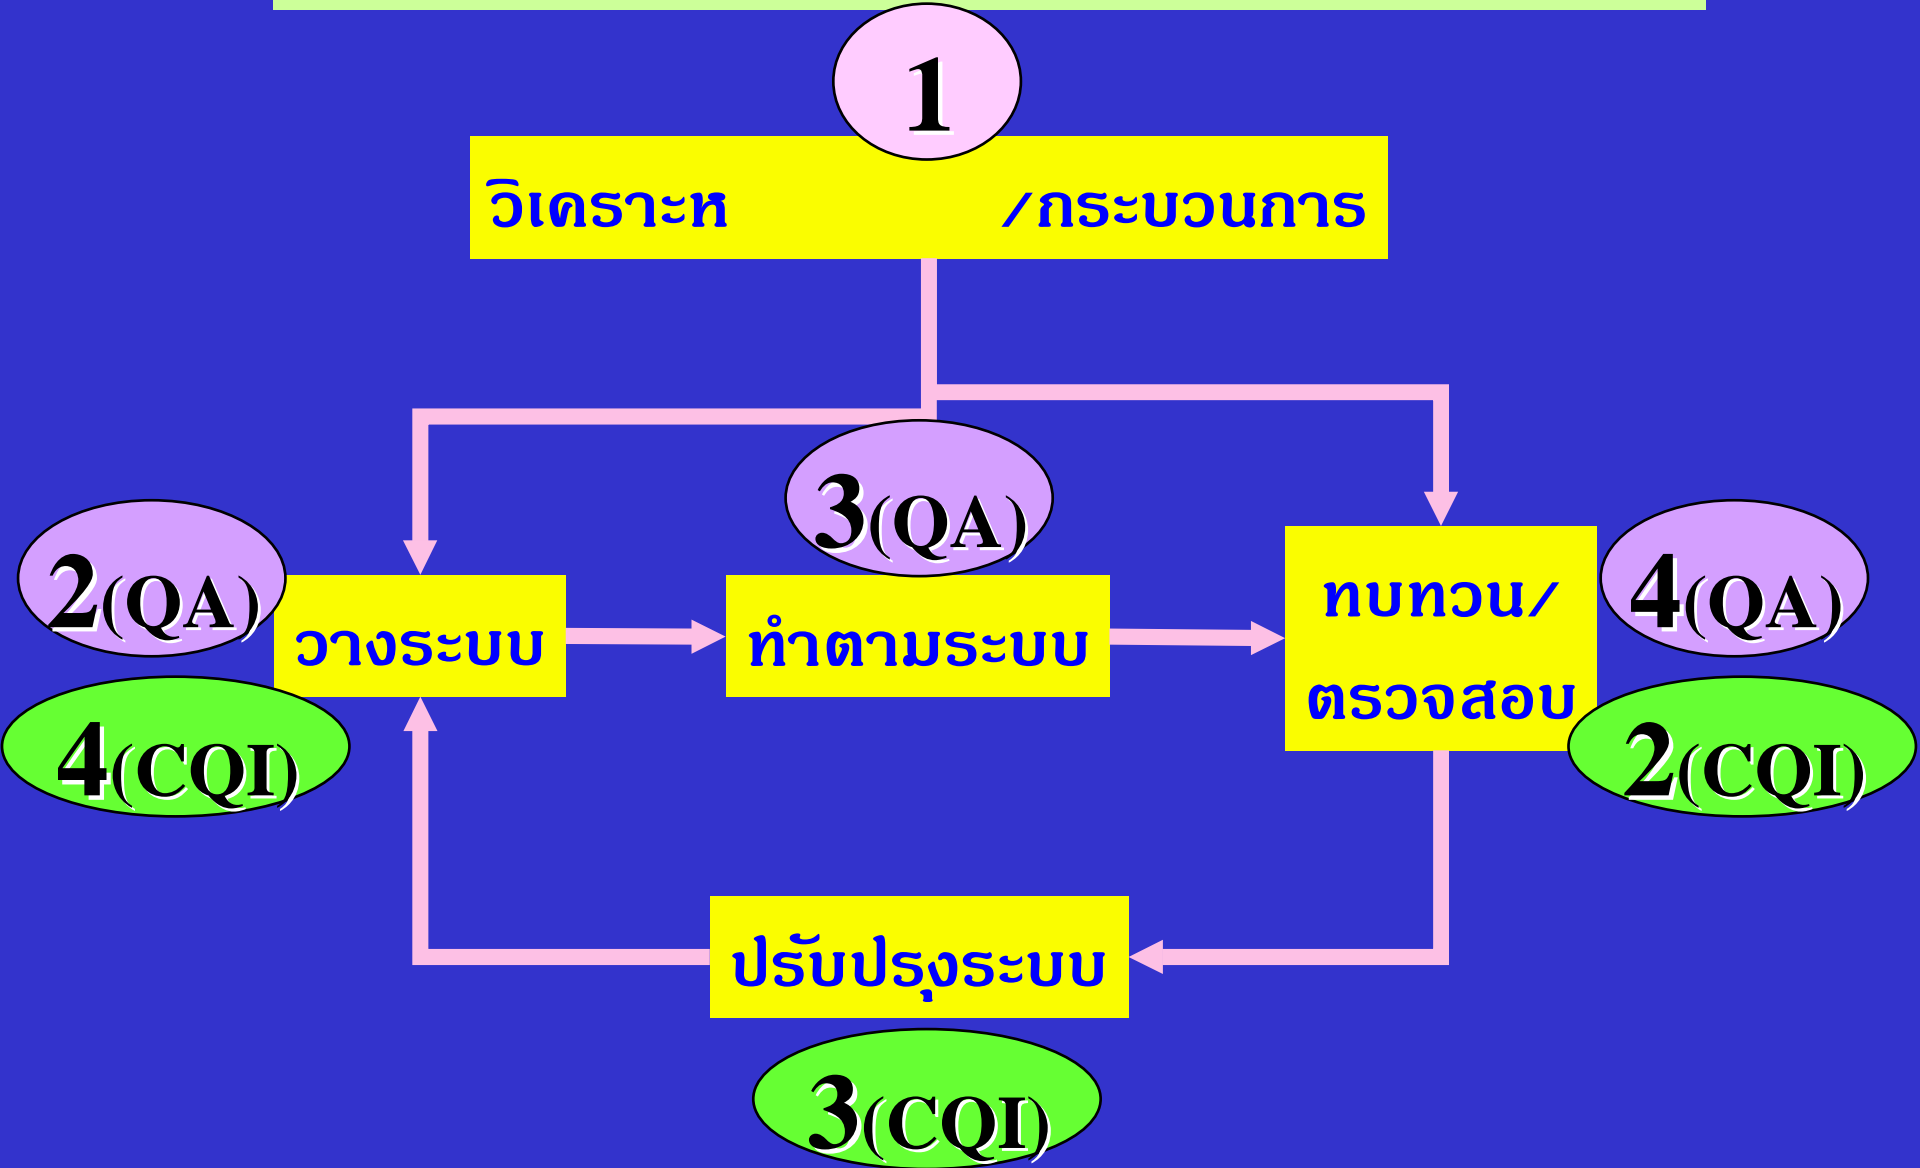 1
วิเคราะห /กระบวนการ
3(QA)
2(QA)
วางระบบ
ทำตามระบบ
ทบทวน/
ตรวจสอบ
4(QA)
4(CQI)
2(CQI)
ปรับปรุงระบบ
3(CQI)